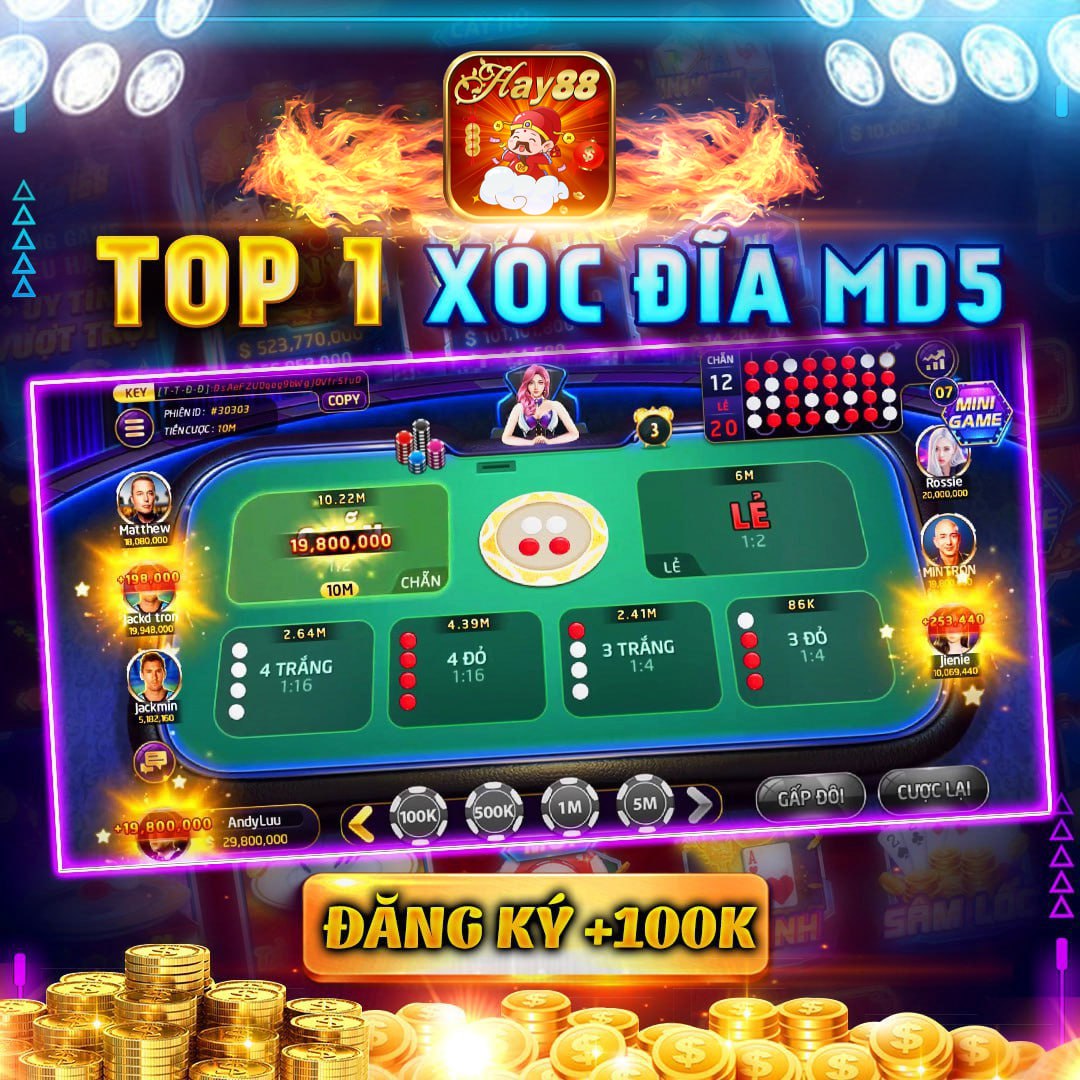 Hay88
TOP 1 XÓC ĐĨA MD5
KEY
[T-T-Đ-Đ]
COPY
PHIÊN ID : #30303
TIỀN CƯỢC : 10M
CHẴN
12
LẺ
20
07
MINI
GAME
3
Matthew
18,080,000
+198,000
19,948,000
Jackmin
5,182,160
Rossie
20,000,000
MINTRON
+253,440
Jienie
10,069,440
10.22M
19,800,000
10M
CHẴN
6M
LẺ
1:2
LẺ
2.64M
4 TRẮNG
1:16
4.39M
4 ĐỎ
1:16
2.41M
3 TRẮNG
1:4
86K
3 ĐỎ
1:4
+19,800,000
AndyLuu
29,800,000
100K
500K
1M
5M
GẤP ĐÔI
CƯỢC LẠI
ĐĂNG KÝ +100K